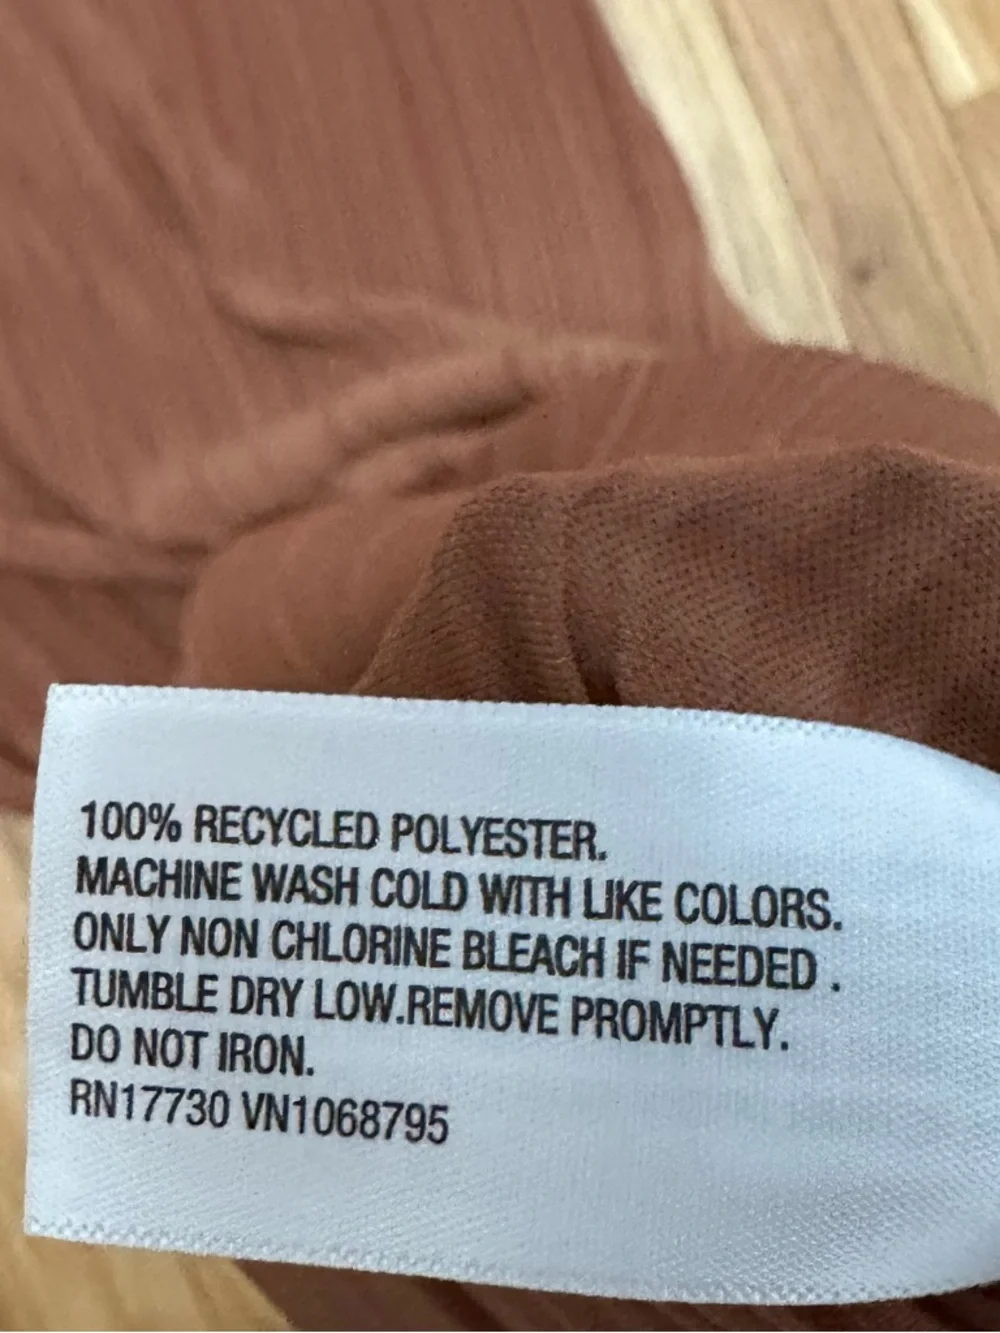 100% RECYCLED POLYESTER.
MACHINE WASH COLD WITH LIKE COLORS.
ONLY NON CHLORINE BLEACH IF NEEDED .
TUMBLE DRY LOW.REMOVE PROMPTLY.
DO NOT IRON.
RN17730 VN1068795